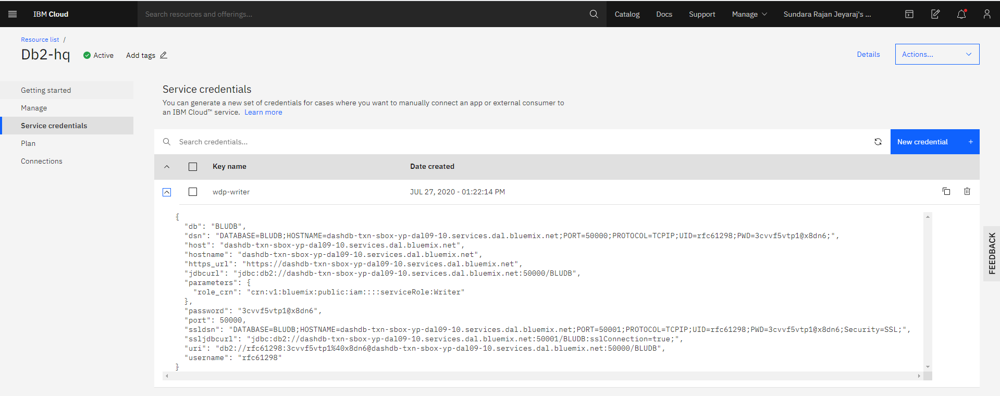 IBM Cloud
Search resources and offerings...
Catalog
Docs
Support
Manage
Sundara Rajan Jeyaraj's ...
Resource list /
Db2-hq
Active
Add tags
Details
Actions...
Getting started
Manage
Service credentials
Plan
Connections
Service credentials
You can generate a new set of credentials for cases where you want to manually connect an app or external consumer to
an IBM Cloud™ service. Learn more
Search credentials...
New credential +
Key name
Date created
wdp-writer
JUL 27, 2020 - 01:22:14 PM
{
"db": "BLUDB",
"dsn": "DATABASE=BLUDB;HOSTNAME=dashdb-txn-sbox-yp-dal09-10.services.dal.bluemix.net;PORT=50000;PROTOCOL=TCPIP;UID=rfc61298;PWD=3cvvf5vtp1@x8dn6;",
"host": "dashdb-txn-sbox-yp-dal09-10.services.dal.bluemix.net",
"hostname": "dashdb-txn-sbox-yp-dal09-10.services.dal.bluemix.net",
"https_url": "https://dashdb-txn-sbox-yp-dal09-10.services.dal.bluemix.net",
"jdbcurl": "jdbc:db2://dashdb-txn-sbox-yp-dal09-10.services.dal.bluemix.net:50000/BLUDB",
"parameters": {
"role_crn": "crn:v1:bluemix:public:iam::::serviceRole:Writer"
},
"password": "3cvvf5vtp1@x8dn6",
"port": 50000,
"ssldsn": "DATABASE=BLUDB;HOSTNAME=dashdb-txn-sbox-yp-dal09-10.services.dal.bluemix.net;PORT=50001;PROTOCOL=TCPIP;UID=rfc61298;PWD=3cvvf5vtp1@x8dn6;Security=SSL;",
"ssljdbcurl": "jdbc:db2://dashdb-txn-sbox-yp-dal09-10.services.dal.bluemix.net:50001/BLUDB:sslConnection=true;",
"uri": "db2://rfc61298:3cvvf5vtp1%40x8dn6@dashdb-txn-sbox-yp-dal09-10.services.dal.bluemix.net:50000/BLUDB",
"username": "rfc61298"
}
FEEDBACK